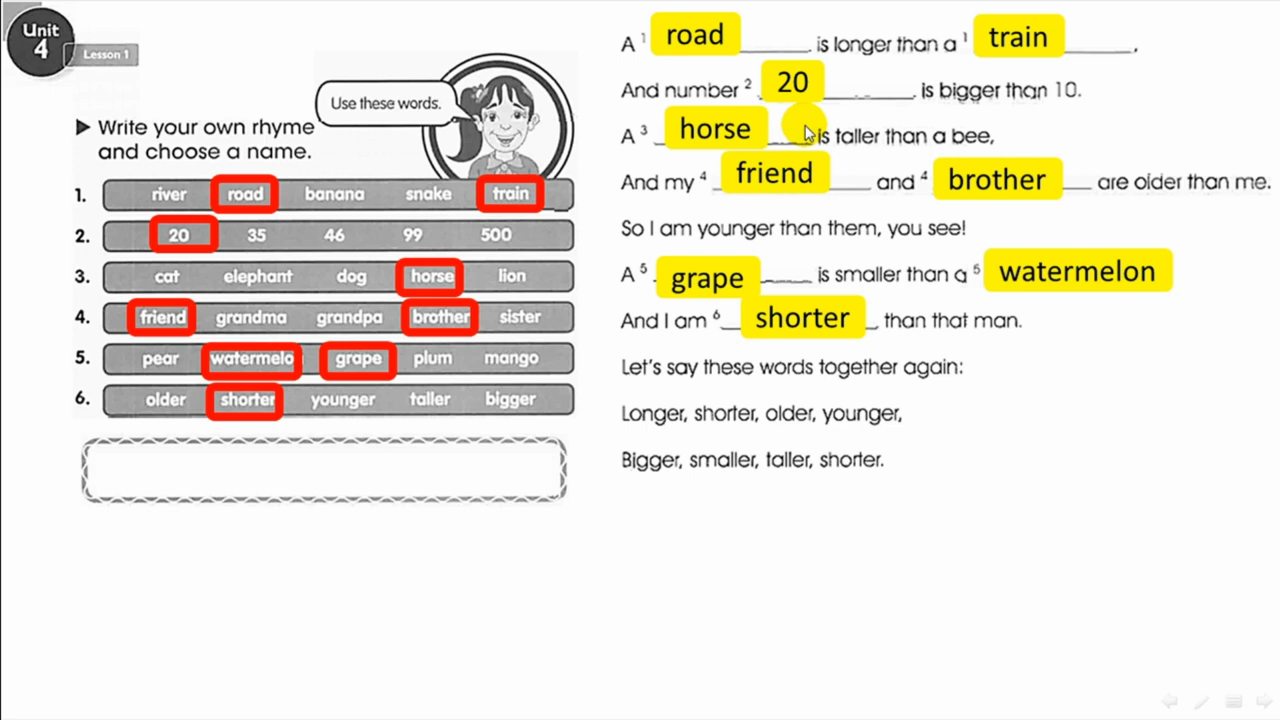 Unit
4
Lesson 1
Use these words.
Write your own rhyme
and choose a name.
1. river road banana snake train
2. 20 35 46 99 500
3. cat elephant dog horse lion
4. friend grandma grandpa brother sister
5. pear watermelo grape plum mango
6. older shorter younger taller bigger
A 1 road is longer than a 1 train,
And number 2 20 is bigger than 10.
A 3 horse is taller than a bee,
And my 4 friend and 4 brother are older than me.
So I am younger than them, you see!
A 5 grape is smaller than a 5 watermelon
And I am 6 shorter than that man.
Let's say these words together again:
Longer, shorter, older, younger,
Bigger, smaller, taller, shorter.